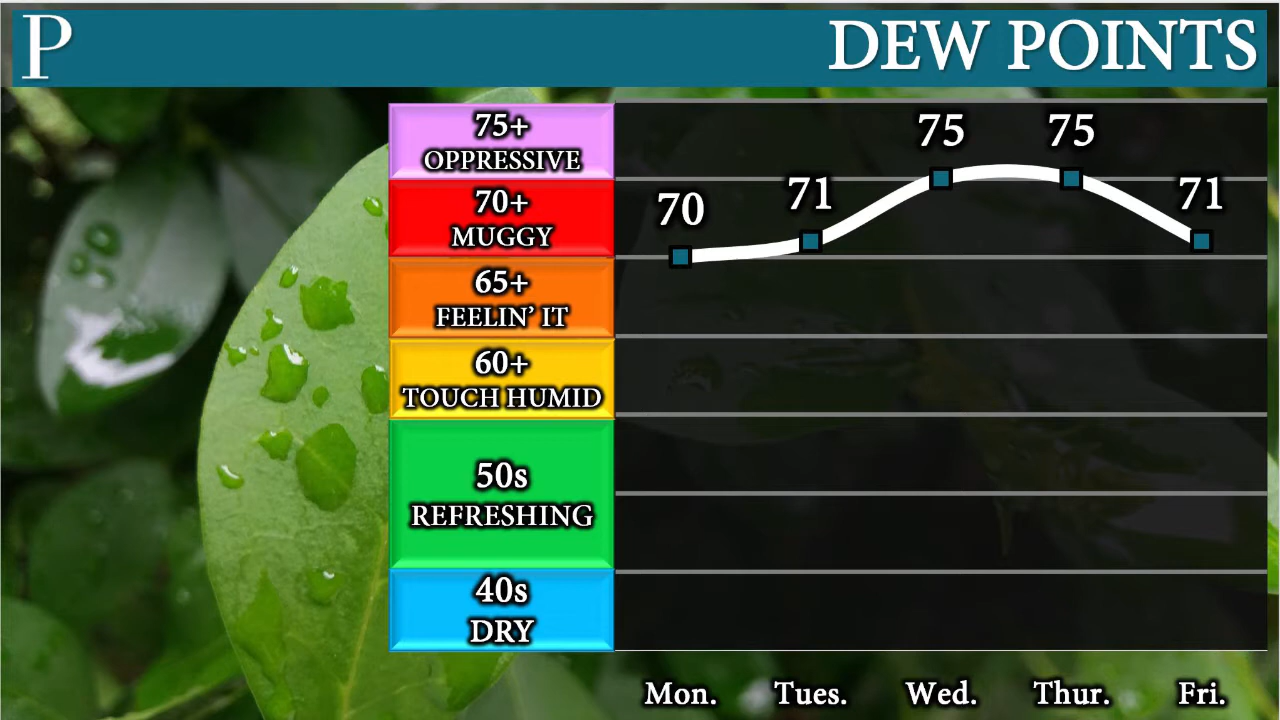 P
DEW POINTS
75+
OPPRESSIVE
70+
MUGGY
65+
FEELIN' IT
60+
TOUCH HUMID
50s
REFRESHING
40s
DRY
70
71
75
75
71
Mon.
Tues.
Wed.
Thur.
Fri.